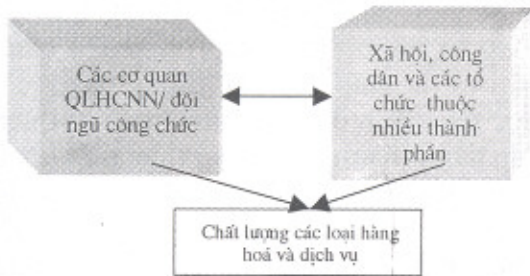 Các cơ quan
QLHCNN/ đội
ngũ công chức
Xã hội, công
dân và các tổ
chức thuộc
nhiều thành
phần
Chất lượng các loại hàng
hoá và dịch vụ